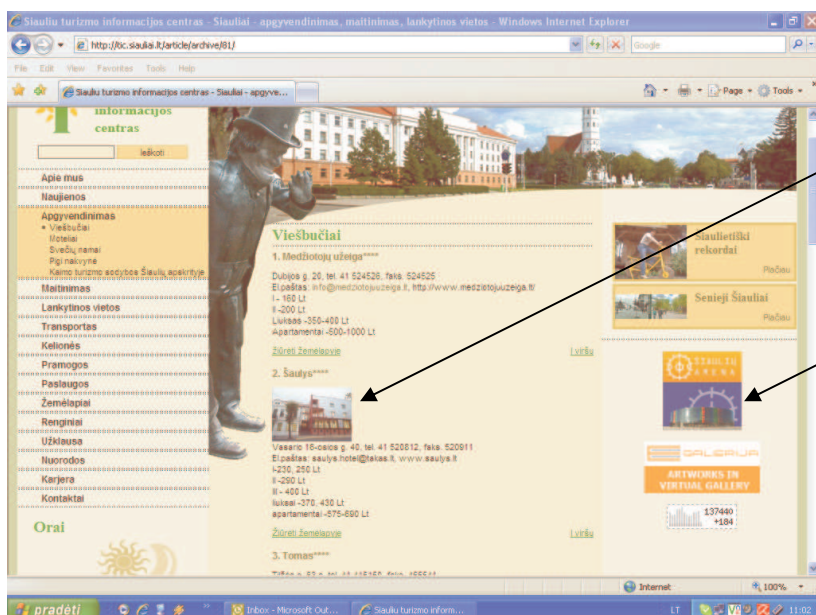 Siauliu turizmo informacijos centras - Siauliai - apgyvendinimas, maitinimas, lankytinos vietos - Windows Internet Explorer
http://tic.siauliai.lt/article/archive/81/
Google
File Edit View Favorites Tools Help
Siauliu turizmo informacijos centras - Siauliai - apgyve...
Page Tools
informacijos
centras
Ieškoti
Apie mus
Naujienos
Apgyvendinimas
Viešbučiai
Moteliai
Svečių namai
Pigi nakvynė
Kaimo turizmo sodybos Šiaulių apskrityje
Maitinimas
Lankytinos vietos
Transportas
Kelionės
Pramogos
Paslaugos
Žemėlapiai
Renginiai
Užklausa
Nuorodos
Karjera
Kontaktai
Orai
Viešbučiai
1. Medžiotojų užeiga****
Dubijos g. 20, tel. 41 524526, faks. 524525
El.paštas: info@medziotojuuzeiga.lt, http://www.medziotojuuzeiga.lt/
I - 160 Lt
II -200 Lt
Liuksas -350-400 Lt
Apartamentai -500-1000 Lt
Žiūrėti žemėlapyje
Į viršų
2. Šaulys****
Vasario 16-osios g. 40, tel. 41 520812, faks. 520911
El.paštas: saulys.hotel@takas.lt, www.saulys.lt
I-230, 250 Lt
II -290 Lt
III - 400 Lt
liuksai -370, 430 Lt
apartamentai -575-690 Lt
Žiūrėti žemėlapyje
Į viršų
3. Tomas****
Šiaulietiški
rekordai
Plačiau
Senieji Šiauliai
Plačiau
ŠIAULIŲ
ARENA
GALERIJA
ARTWORKS IN
VIRTUAL GALLERY
137440
+184
Internet
100%
pradėti
Inbox - Microsoft Out...
Siauliu turizmo inform...
LT
11:02